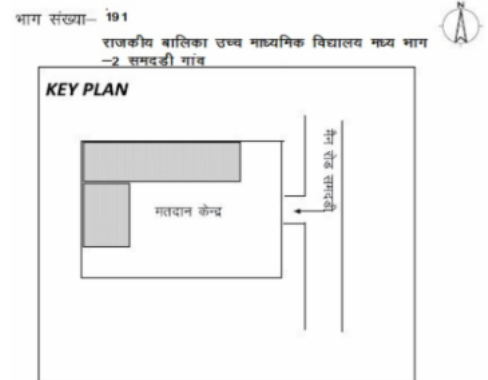 भाग संख्या– 191
N
राजकीय बालिका उच्च माध्यमिक विद्यालय मध्य भाग
–2 समदडी गांव
KEY PLAN
मैन रोड समदडी
मतदान केन्द्र